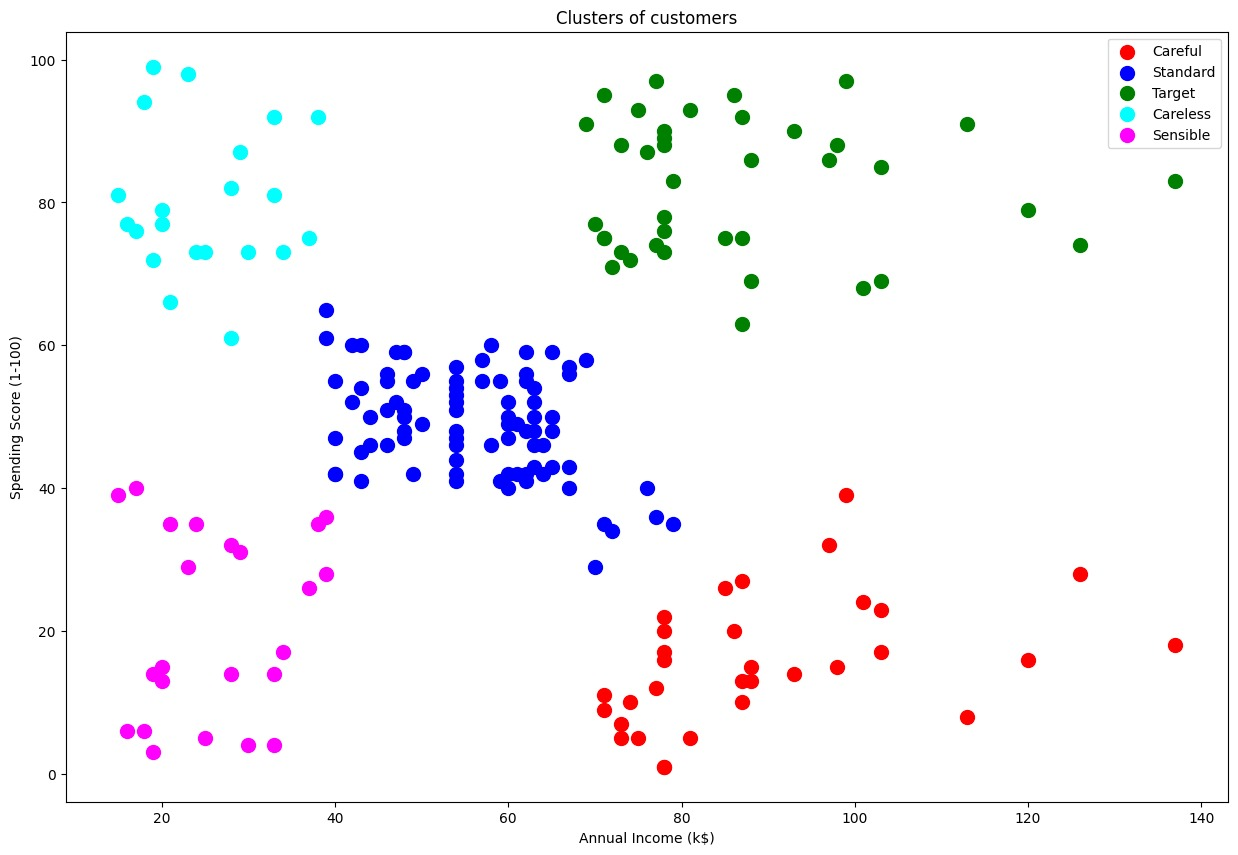 Clusters of customers
Careful
Standard
Target
Careless
Sensible
100
80
60
40
20
0
Spending Score (1-100)
20 40 60 80 100 120 140
Annual Income (k$)